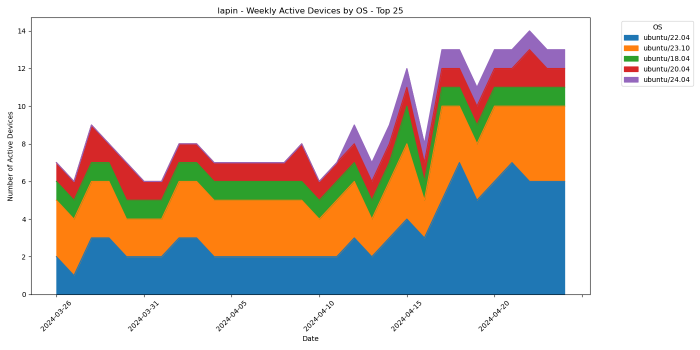 lapin - Weekly Active Devices by OS - Top 25
Number of Active Devices
14
12
10
8
6
4
2
0
2024-03-26
2024-03-31
2024-04-05
2024-04-10
2024-04-15
2024-04-20
Date
OS
ubuntu/22.04
ubuntu/23.10
ubuntu/18.04
ubuntu/20.04
ubuntu/24.04